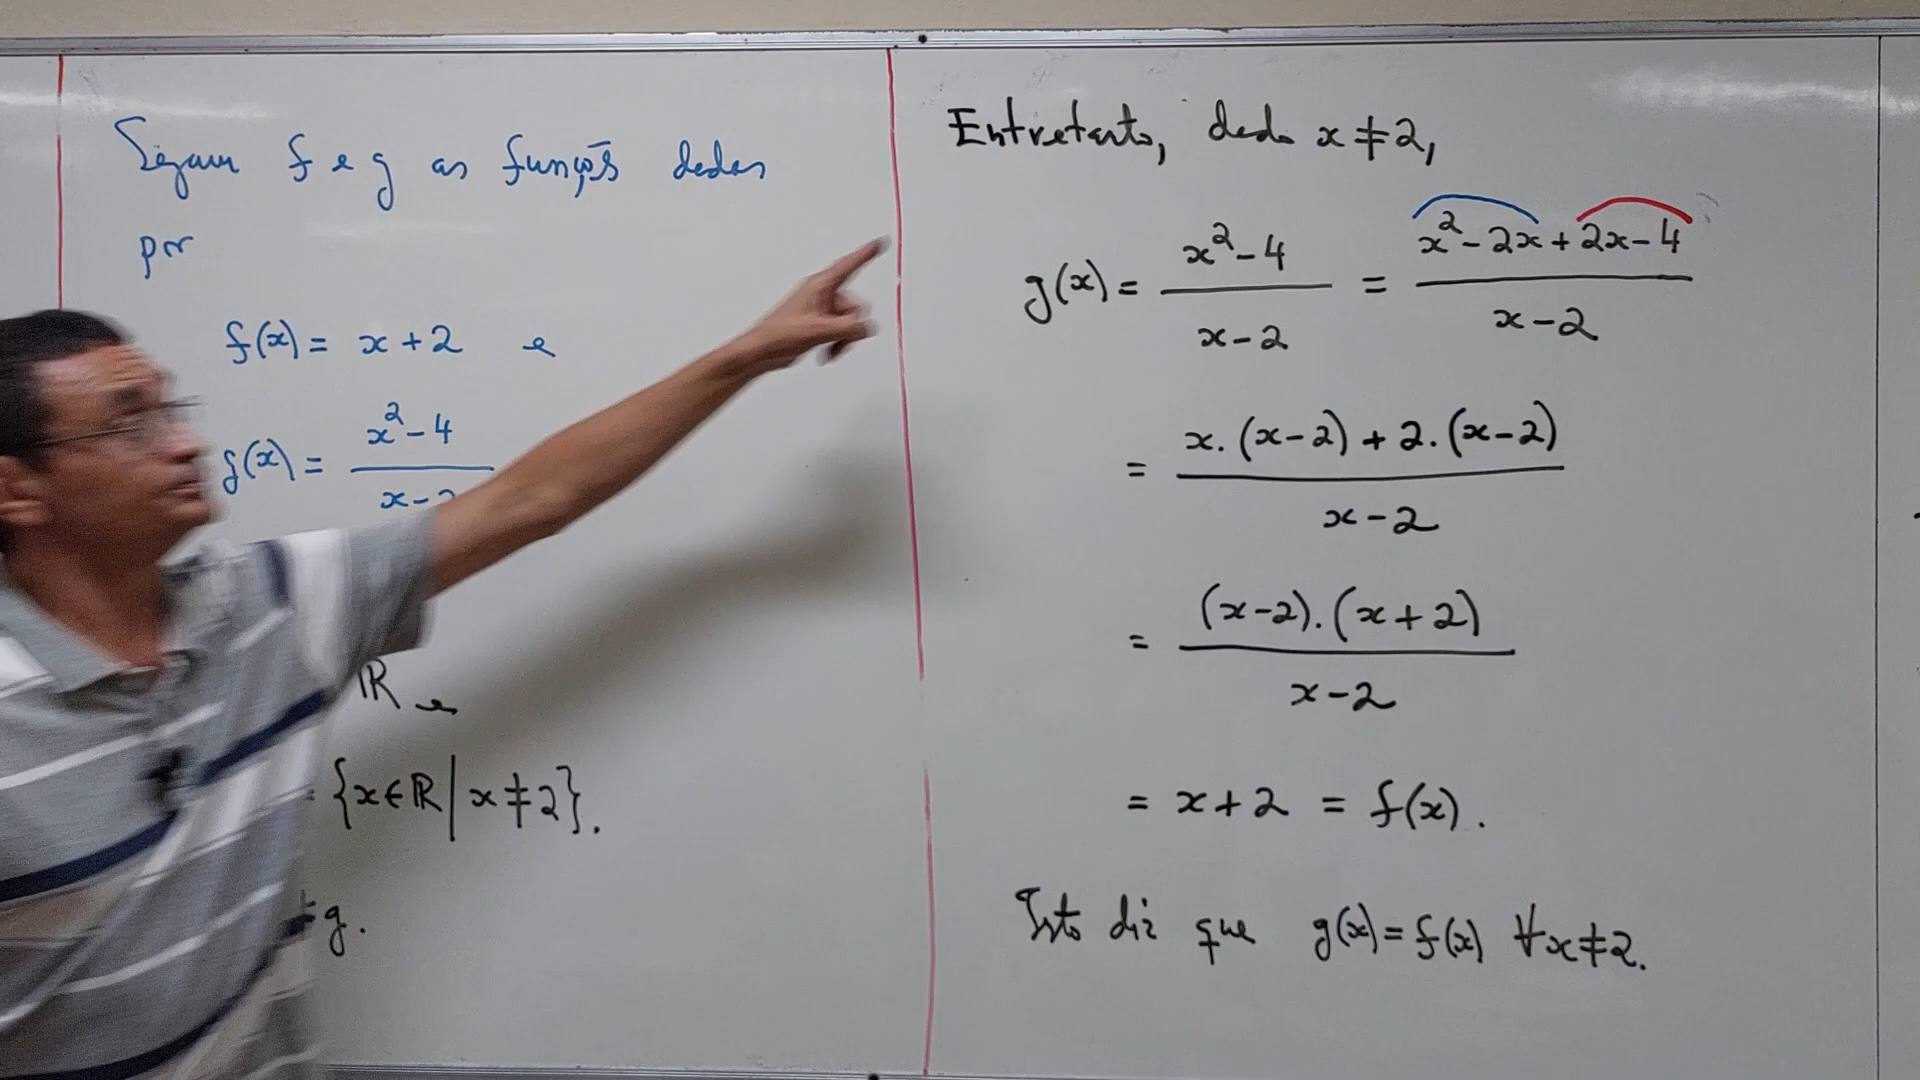 Sejam f e g as funções dadas
por
f(x) = x + 2 e
g(x) = (x² - 4) / (x - 2)
ℝ e
= {x ∈ ℝ | x ≠ 2}.
≠ g.
Entretanto, dado x ≠ 2,
g(x) = (x² - 4) / (x - 2) = (x² - 2x + 2x - 4) / (x - 2)
= (x . (x - 2) + 2 . (x - 2)) / (x - 2)
= ((x - 2) . (x + 2)) / (x - 2)
= x + 2 = f(x).
Isto diz que g(x) = f(x) ∀x ≠ 2.